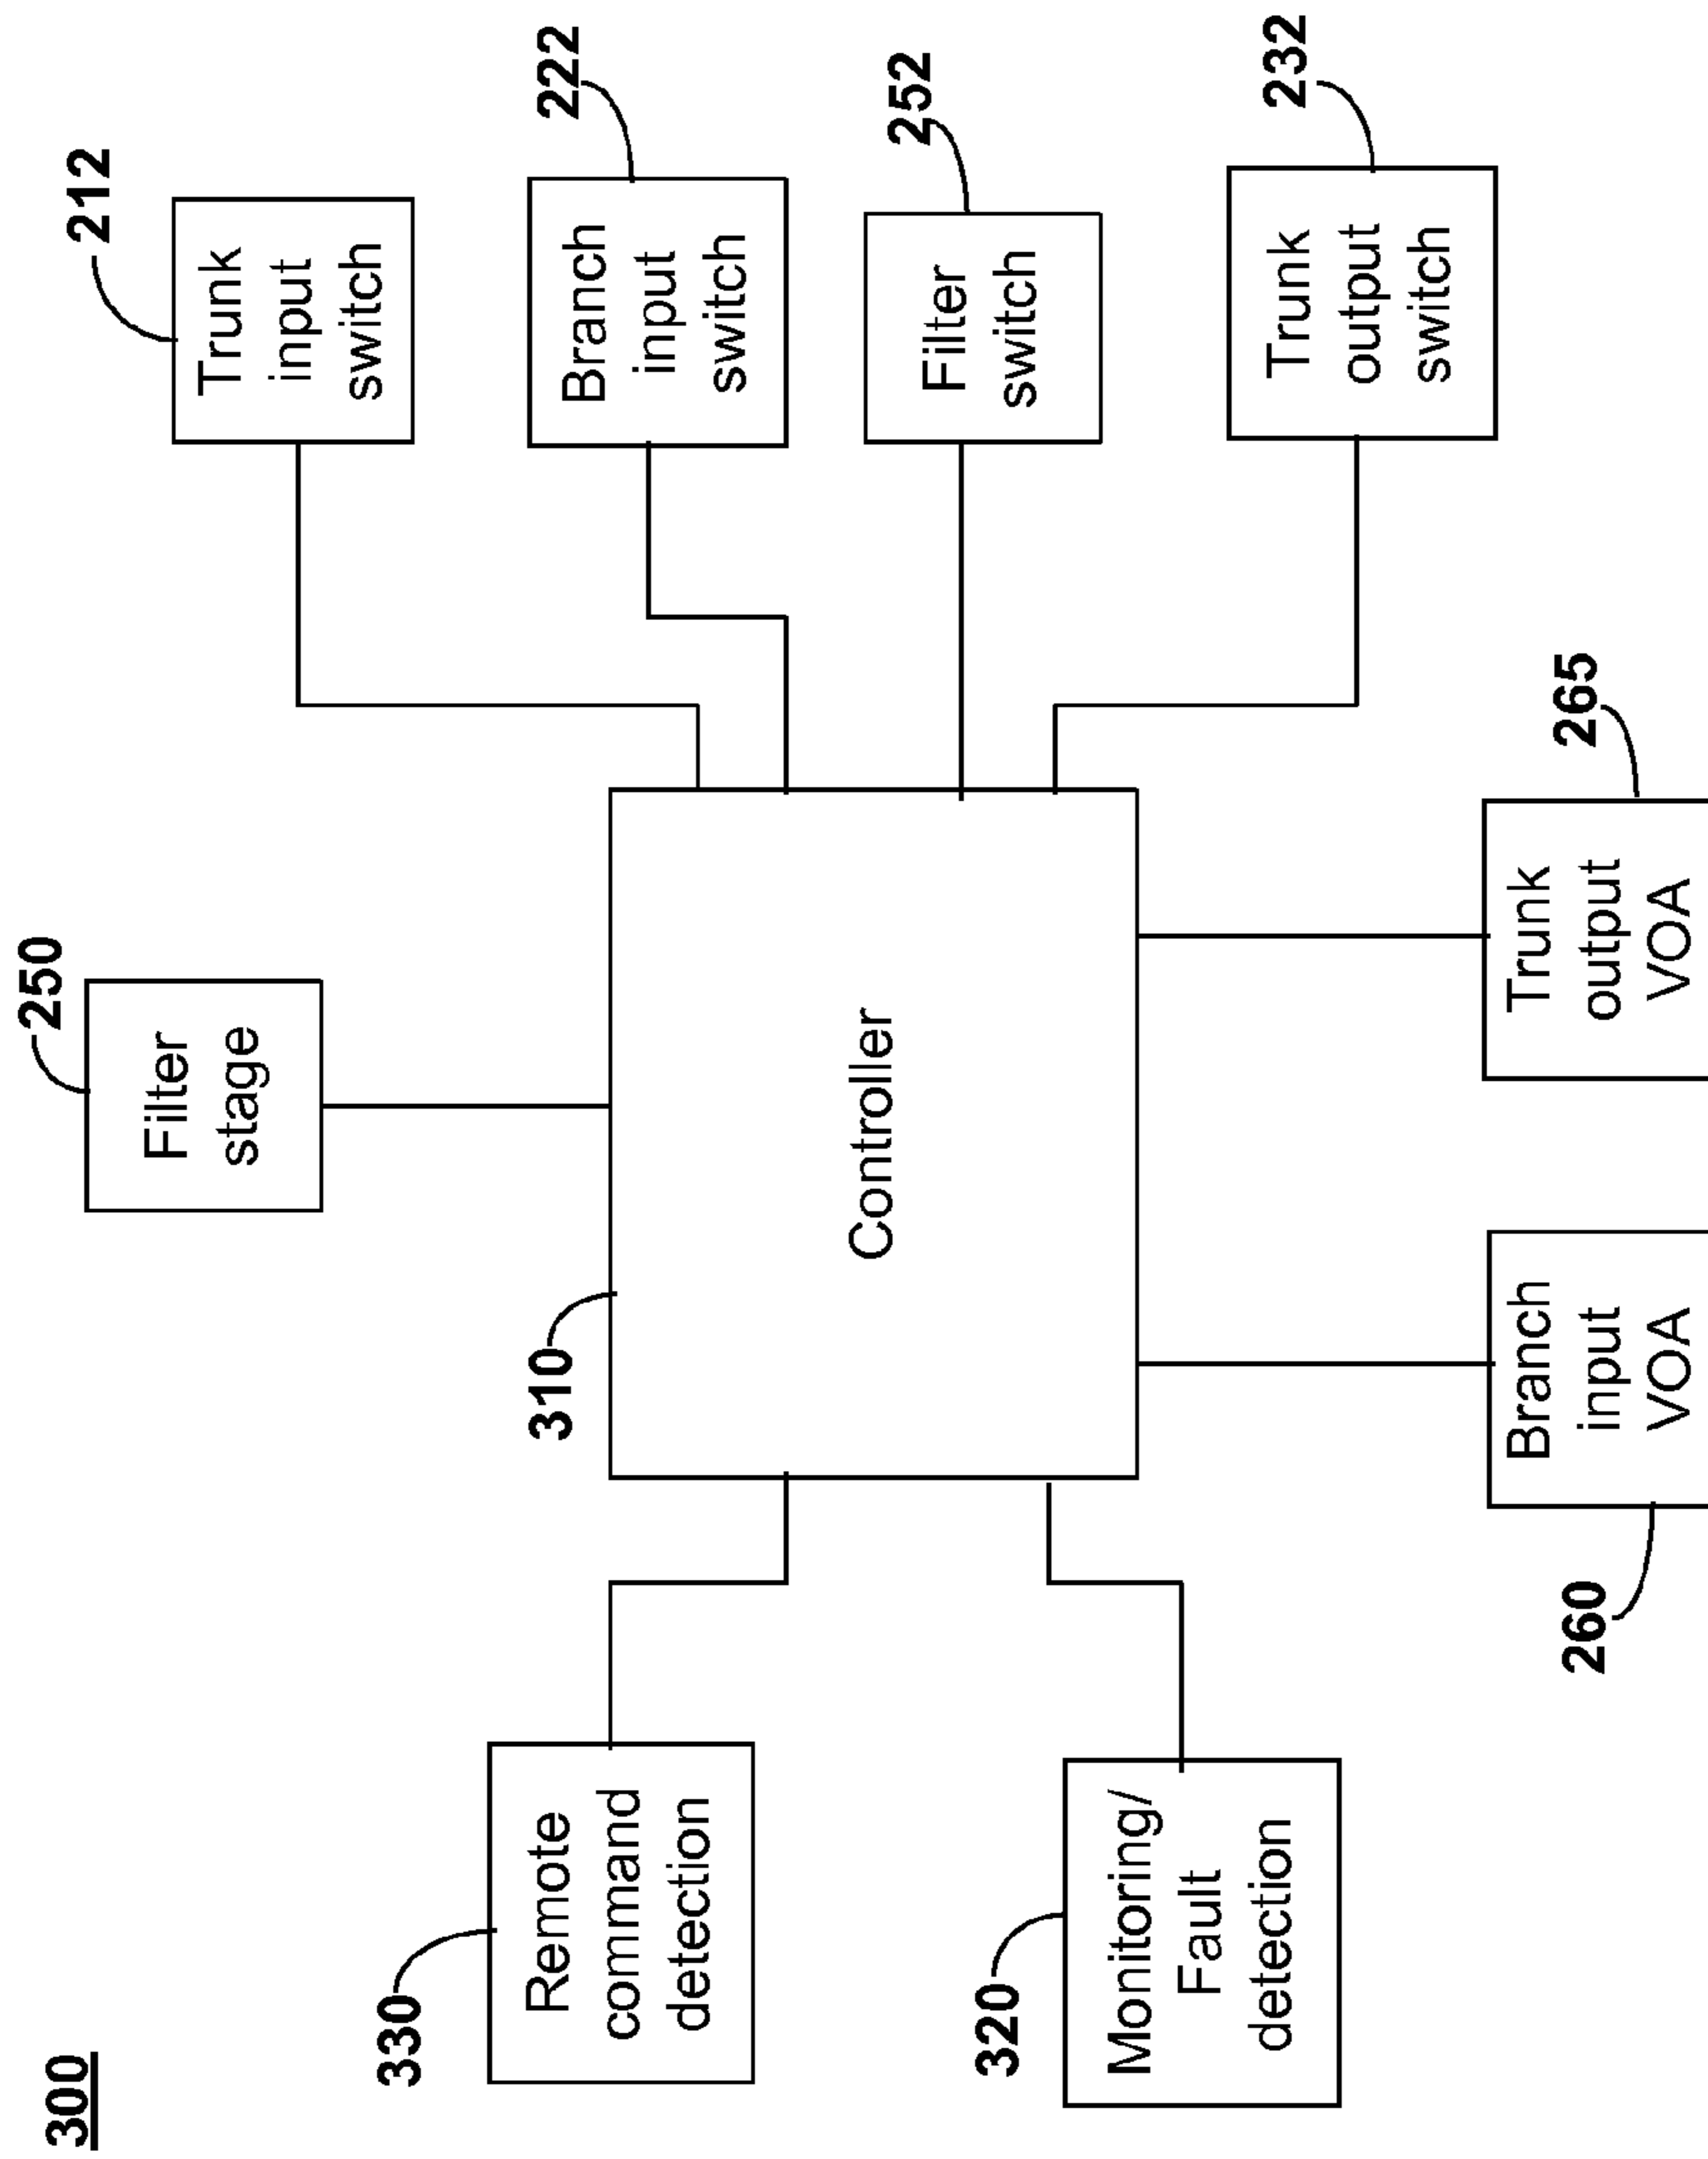 300
250
Filter
stage
212
Trunk
input
switch
330
Remote
command
detection
310
Controller
222
Branch
input
switch
252
Filter
switch
320
Monitoring/
Fault
detection
232
Trunk
output
switch
260
Branch
input
VOA
265
Trunk
output
VOA